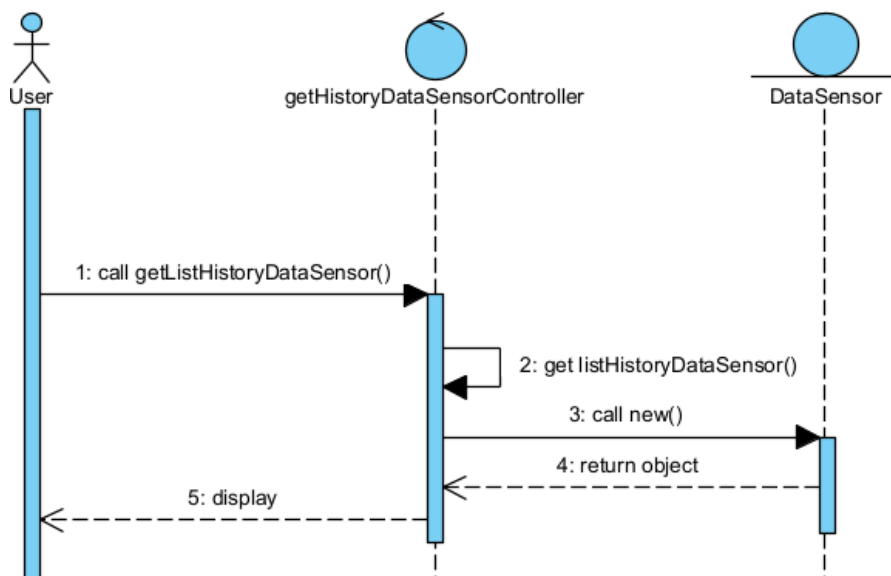 User
getHistoryDataSensorController
DataSensor
1: call getListHistoryDataSensor()
2: get listHistoryDataSensor()
3: call new()
4: return object
5: display